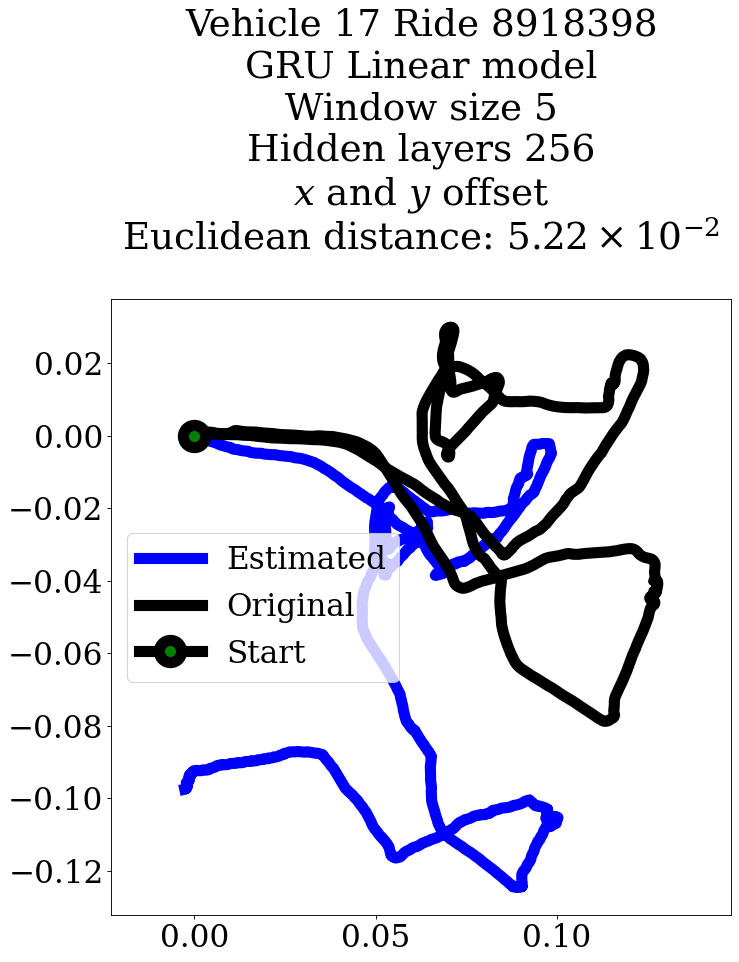 Vehicle 17 Ride 8918398
GRU Linear model
Window size 5
Hidden layers 256
x and y offset
Euclidean distance: 5.22 × 10⁻²
0.02
0.00
−0.02
−0.04
−0.06
−0.08
−0.10
−0.12
Estimated
Original
Start
0.00 0.05 0.10